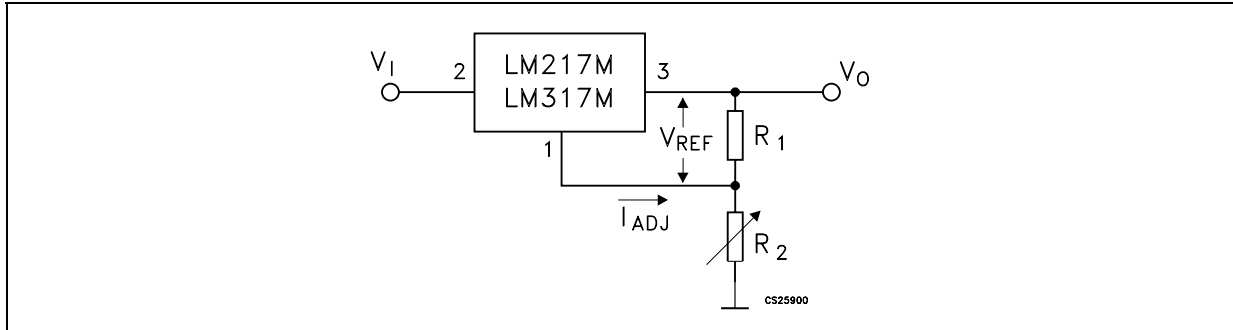 V_I
2
LM217M
LM317M
3
V_O
1
V_REF
R_1
I_ADJ
R_2
CS25900